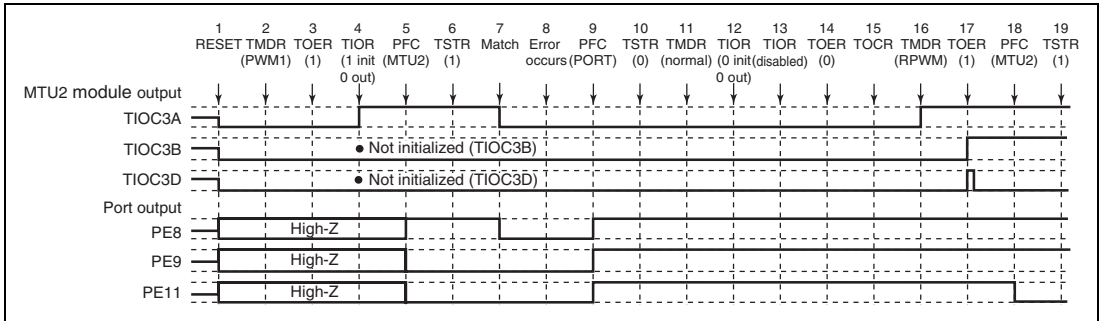 1 2 3 4 5 6 7 8 9 10 11 12 13 14 15 16 17 18 19
RESET TMDR TOER TIOR PFC TSTR Match Error PFC TSTR TMDR TIOR TIOR TOER TOCR TMDR TOER PFC TSTR
(PWM1) (1) (1 init (MTU2) (1) occurs (PORT) (0) (normal) (0 init (disabled) (0) (RPWM) (1) (MTU2) (1)
0 out) 0 out)
MTU2 module output
TIOC3A
TIOC3B • Not initialized (TIOC3B)
TIOC3D • Not initialized (TIOC3D)
Port output
PE8 High-Z
PE9 High-Z
PE11 High-Z